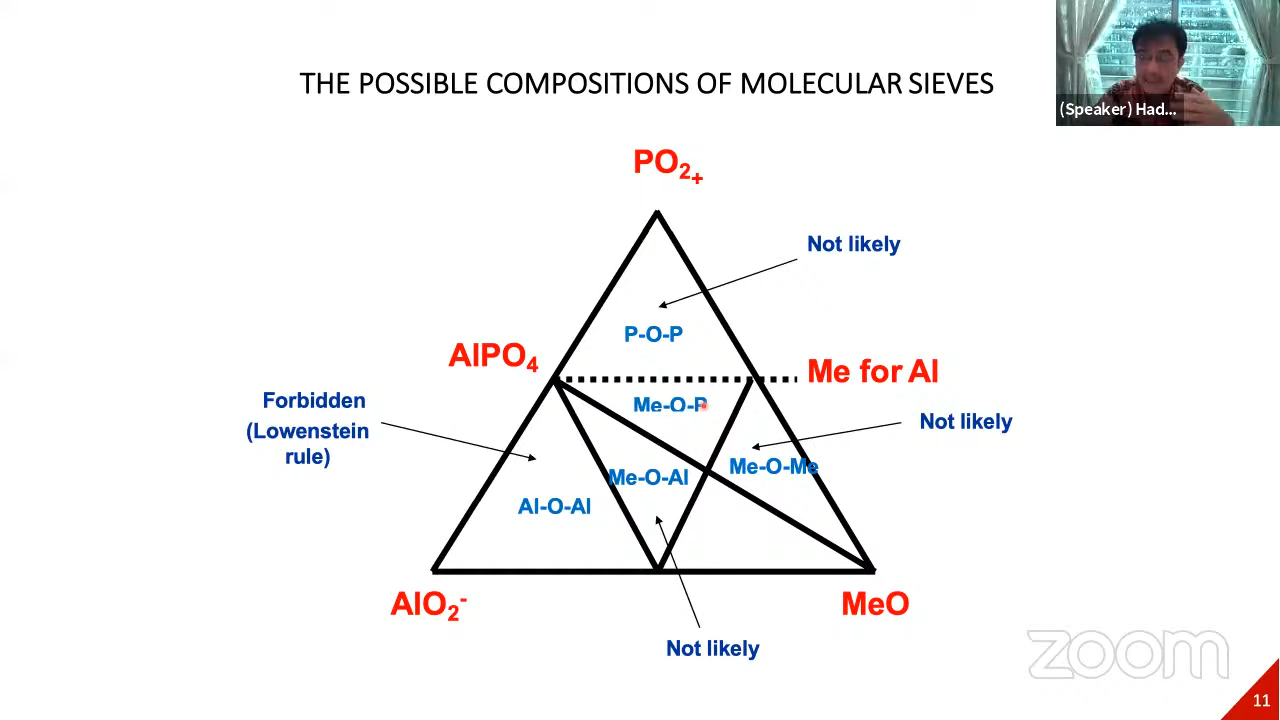 THE POSSIBLE COMPOSITIONS OF MOLECULAR SIEVES
(Speaker) Had...
PO2+
Not likely
P-O-P
AlPO4
Me for Al
Forbidden
(Lowenstein
rule)
Me-O-P
Not likely
Me-O-Al
Me-O-Me
Al-O-Al
AlO2-
MeO
Not likely
zoom
11